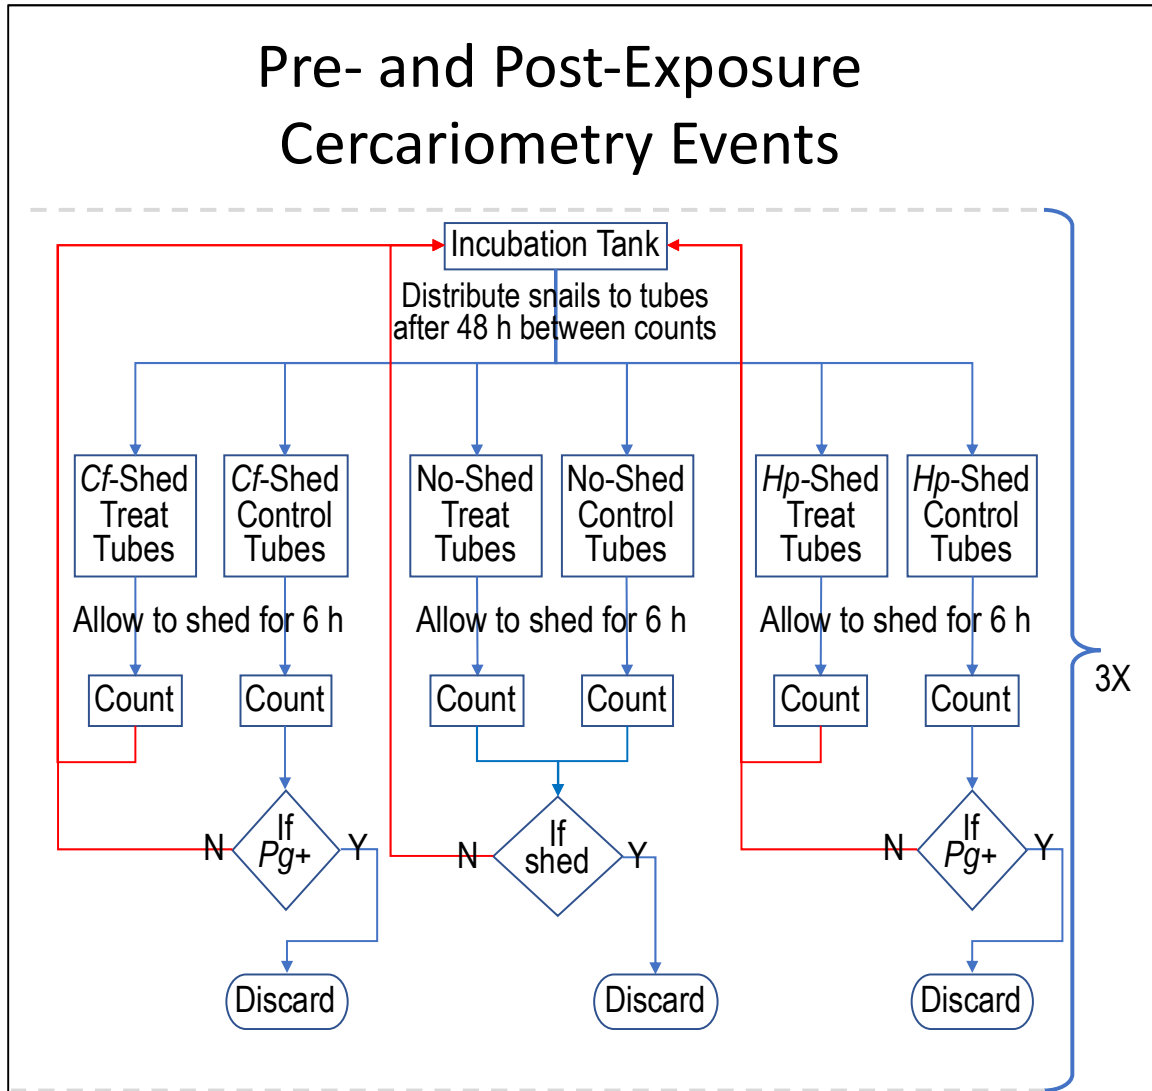 Pre- and Post-Exposure
Cercariometry Events
Incubation Tank
Distribute snails to tubes
after 48 h between counts
Cf-Shed
Treat
Tubes
Cf-Shed
Control
Tubes
No-Shed
Treat
Tubes
No-Shed
Control
Tubes
Hp-Shed
Treat
Tubes
Hp-Shed
Control
Tubes
Allow to shed for 6 h
Allow to shed for 6 h
Allow to shed for 6 h
Count
Count
Count
Count
Count
Count
3X
N
If
Pg+
Y
N
If
shed
Y
N
If
Pg+
Y
Discard
Discard
Discard